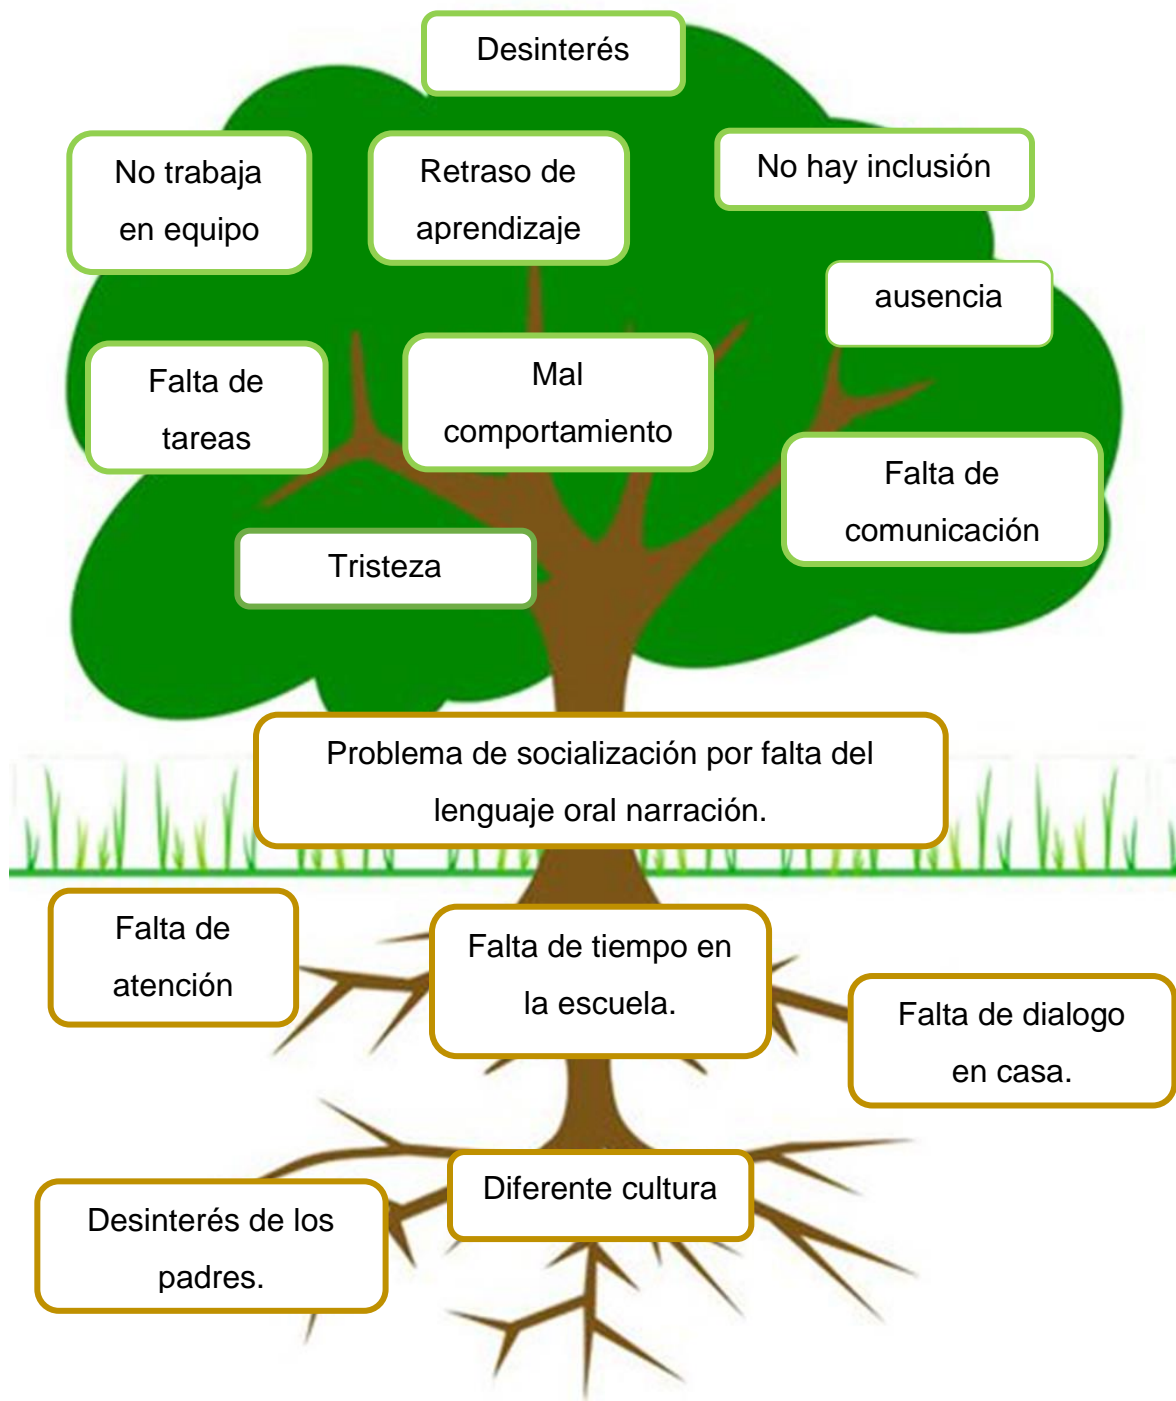 Desinterés
No trabaja
en equipo
Retraso de
aprendizaje
No hay inclusión
ausencia
Falta de
tareas
Mal
comportamiento
Falta de
comunicación
Tristeza
Problema de socialización por falta del
lenguaje oral narración.
Falta de
atención
Falta de tiempo en
la escuela.
Falta de dialogo
en casa.
Diferente cultura
Desinterés de los
padres.